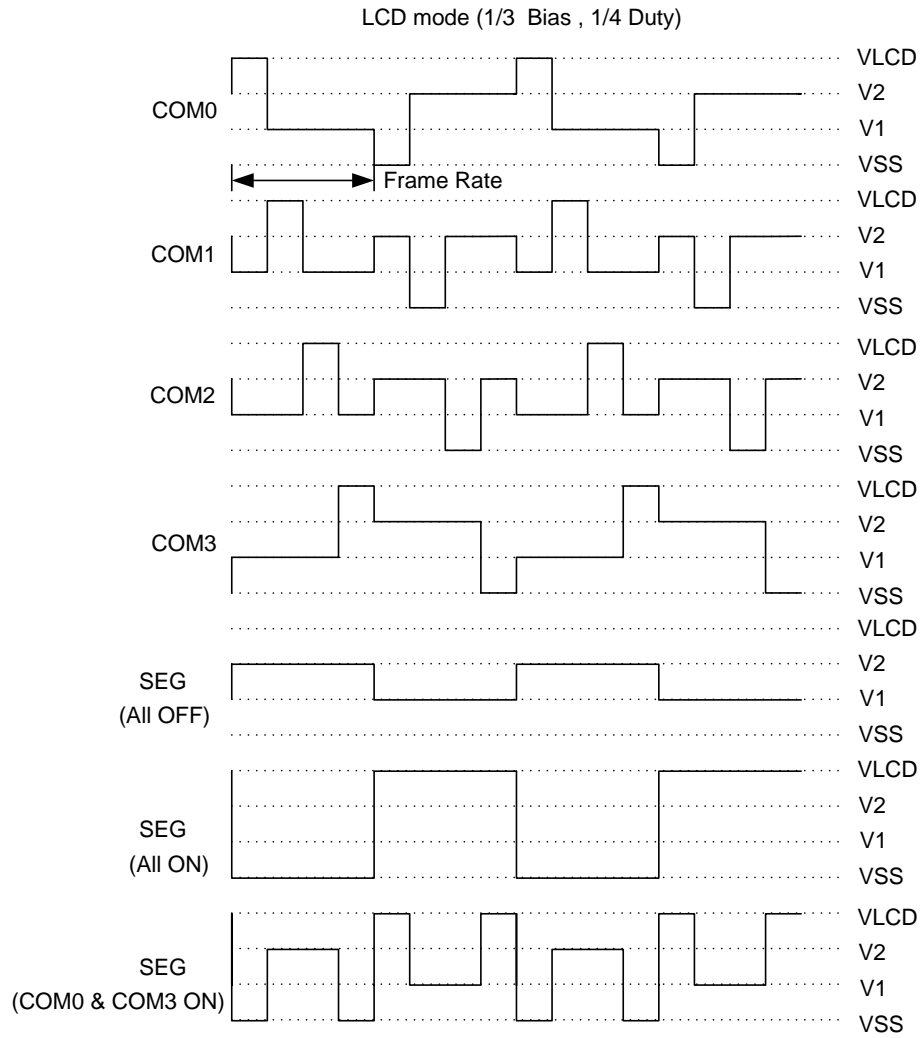 LCD mode (1/3 Bias , 1/4 Duty)
VLCD
V2
COM0
V1
VSS
Frame Rate
VLCD
V2
COM1
V1
VSS
VLCD
V2
COM2
V1
VSS
VLCD
V2
COM3
V1
VSS
VLCD
V2
SEG
(All OFF)
V1
VSS
VLCD
V2
SEG
(All ON)
V1
VSS
VLCD
V2
SEG
(COM0 & COM3 ON)
V1
VSS